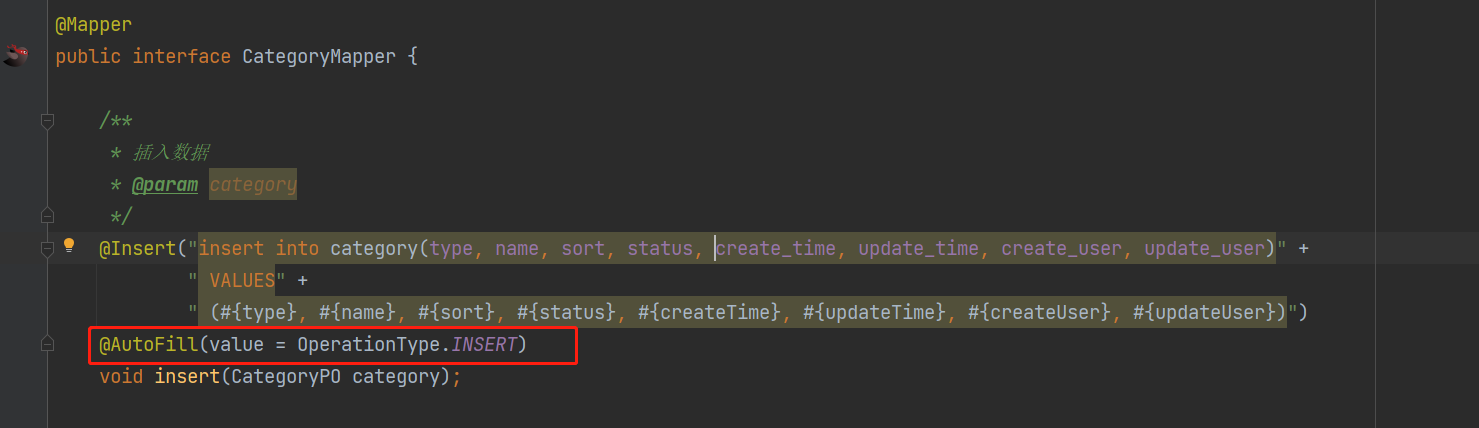 @Mapper
public interface CategoryMapper {
/**
* 插入数据
* @param category
*/
@Insert("insert into category(type, name, sort, status, create_time, update_time, create_user, update_user)" +
" VALUES" +
" (#{type}, #{name}, #{sort}, #{status}, #{createTime}, #{updateTime}, #{createUser}, #{updateUser})")
@AutoFill(value = OperationType.INSERT)
void insert(CategoryPO category);